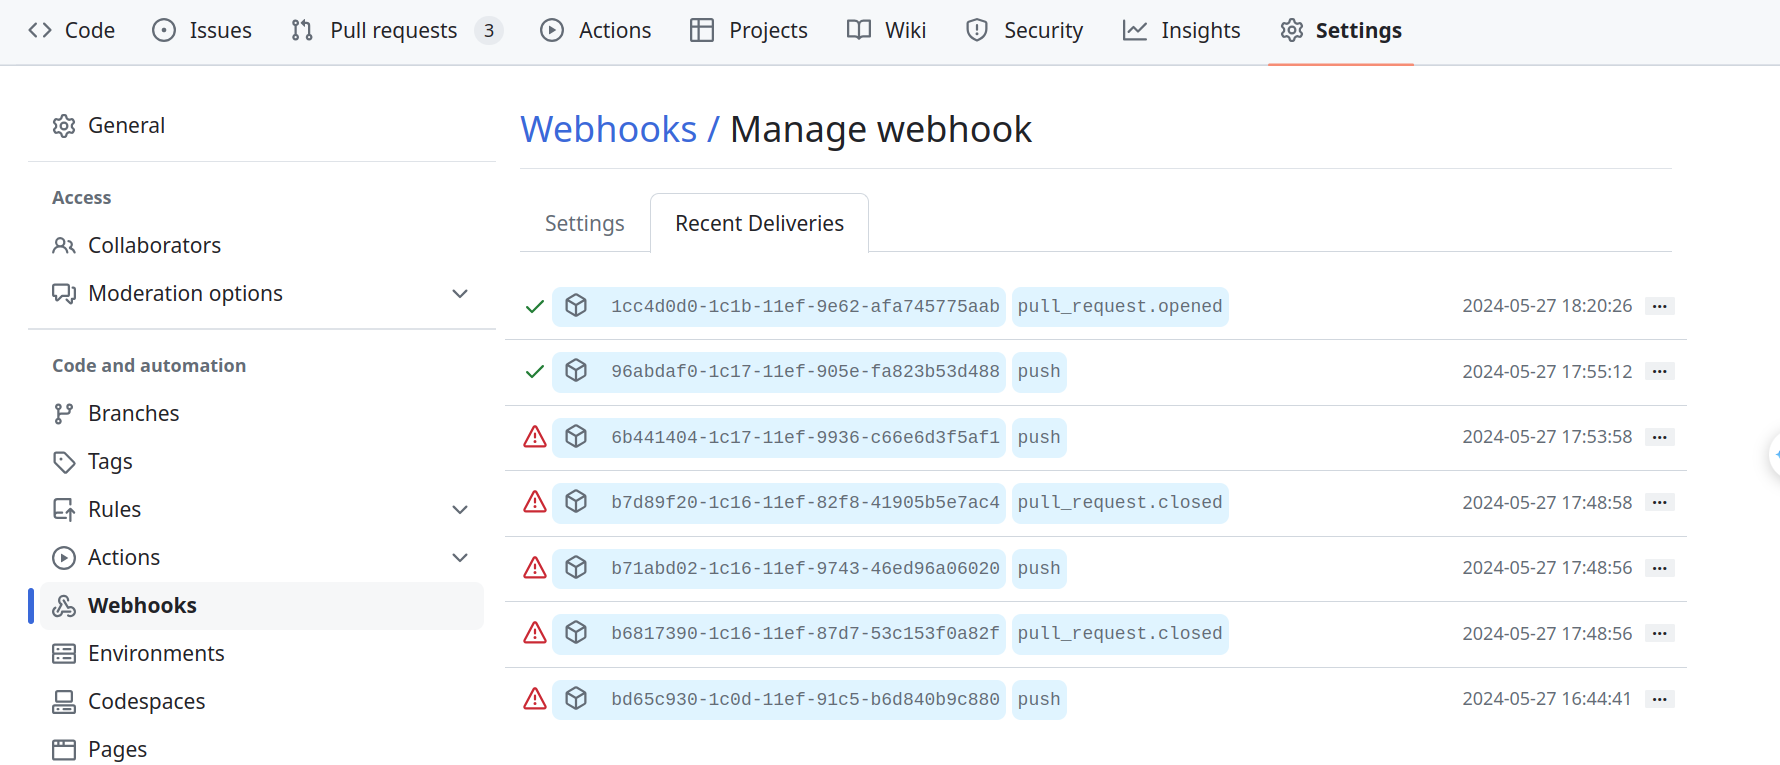 Code Issues Pull requests 3 Actions Projects Wiki Security Insights Settings
General
Access
Collaborators
Moderation options
Code and automation
Branches
Tags
Rules
Actions
Webhooks
Environments
Codespaces
Pages
Webhooks / Manage webhook
Settings Recent Deliveries
1cc4d0d0-1c1b-11ef-9e62-afa745775aab pull_request.opened 2024-05-27 18:20:26 ...
96abdaf0-1c17-11ef-905e-fa823b53d488 push 2024-05-27 17:55:12 ...
6b441404-1c17-11ef-9936-c66e6d3f5af1 push 2024-05-27 17:53:58 ...
b7d89f20-1c16-11ef-82f8-41905b5e7ac4 pull_request.closed 2024-05-27 17:48:58 ...
b71abd02-1c16-11ef-9743-46ed96a06020 push 2024-05-27 17:48:56 ...
b6817390-1c16-11ef-87d7-53c153f0a82f pull_request.closed 2024-05-27 17:48:56 ...
bd65c930-1c0d-11ef-91c5-b6d840b9c880 push 2024-05-27 16:44:41 ...